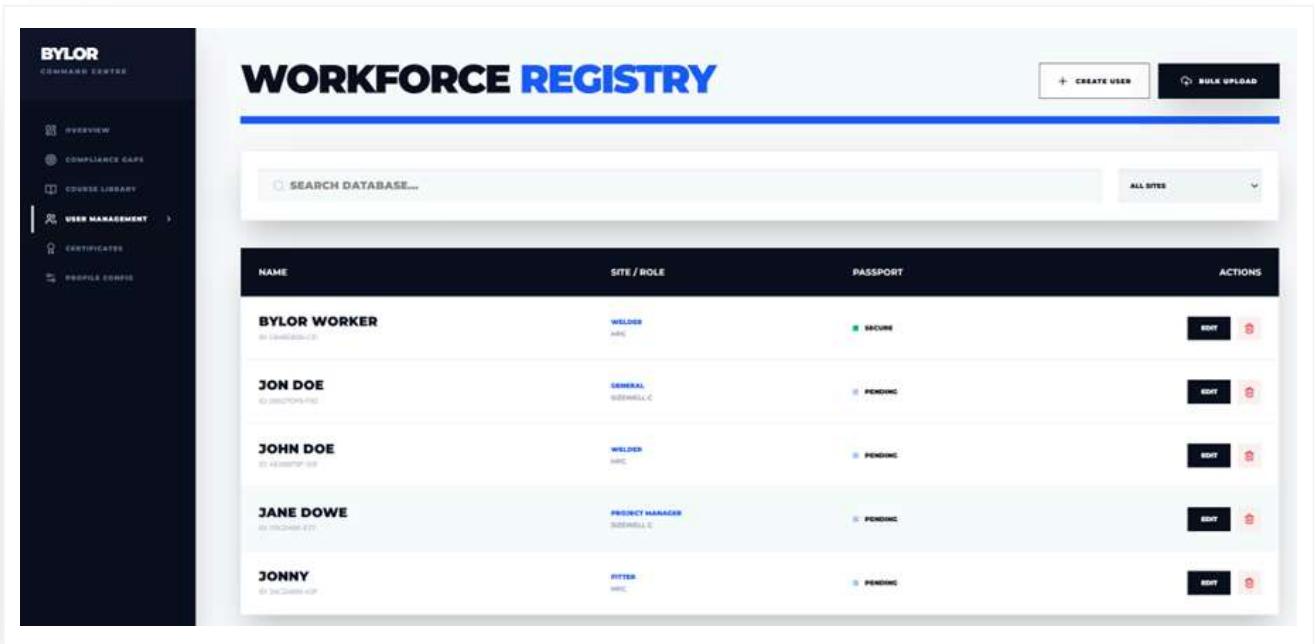 BYLOR
COMMAND CENTRE
WORKFORCE REGISTRY
+ CREATE USER
BULK UPLOAD
OVERVIEW
COMPLIANCE GAPS
COURSE LIBRARY
USER MANAGEMENT >
CERTIFICATES
PROFILE CONFIG
SEARCH DATABASE...
ALL SITES
NAME SITE / ROLE PASSPORT ACTIONS
BYLOR WORKER WELDER SECURE EDIT
HPC
JON DOE GENERAL PENDING EDIT
SIZEWELL C
JOHN DOE WELDER PENDING EDIT
HPC
JANE DOWE PROJECT MANAGER PENDING EDIT
SIZEWELL C
JONNY FITTER PENDING EDIT
HPC